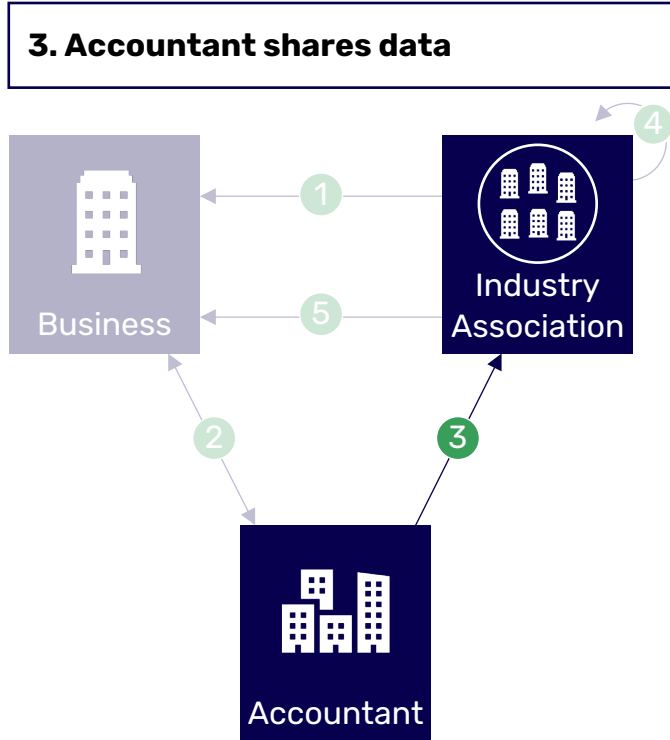 3. Accountant shares data
4
1
Industry
Association
Business
5
2
3
Accountant